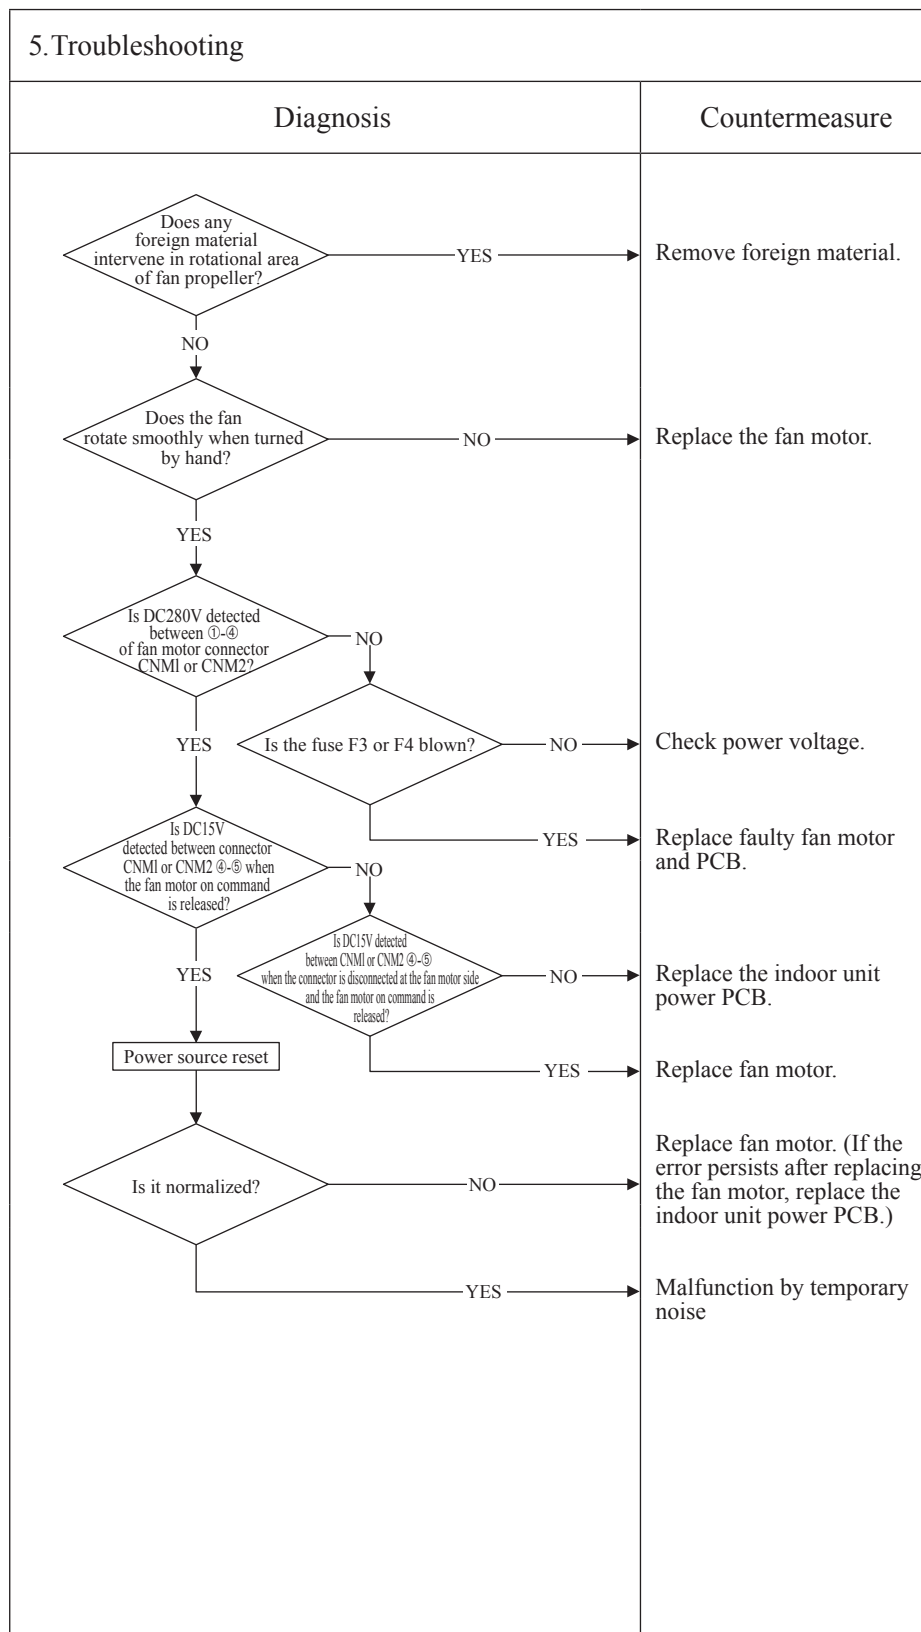 5.Troubleshooting
Diagnosis
Countermeasure
Does any
foreign material
intervene in rotational area
of fan propeller?
YES
Remove foreign material.
NO
Does the fan
rotate smoothly when turned
by hand?
NO
Replace the fan motor.
YES
Is DC280V detected
between ①-④
of fan motor connector
CNM1 or CNM2?
NO
YES
Is the fuse F3 or F4 blown?
NO
Check power voltage.
YES
Replace faulty fan motor
and PCB.
Is DC15V
detected between connector
CNM1 or CNM2 ④-⑤ when
the fan motor on command
is released?
NO
YES
Is DC15V detected
between CNM1 or CNM2 ④-⑤
when the connector is disconnected at the fan motor side
and the fan motor on command is
released?
NO
Replace the indoor unit
power PCB.
YES
Replace fan motor.
Power source reset
Is it normalized?
NO
Replace fan motor. (If the
error persists after replacing
the fan motor, replace the
indoor unit power PCB.)
YES
Malfunction by temporary
noise